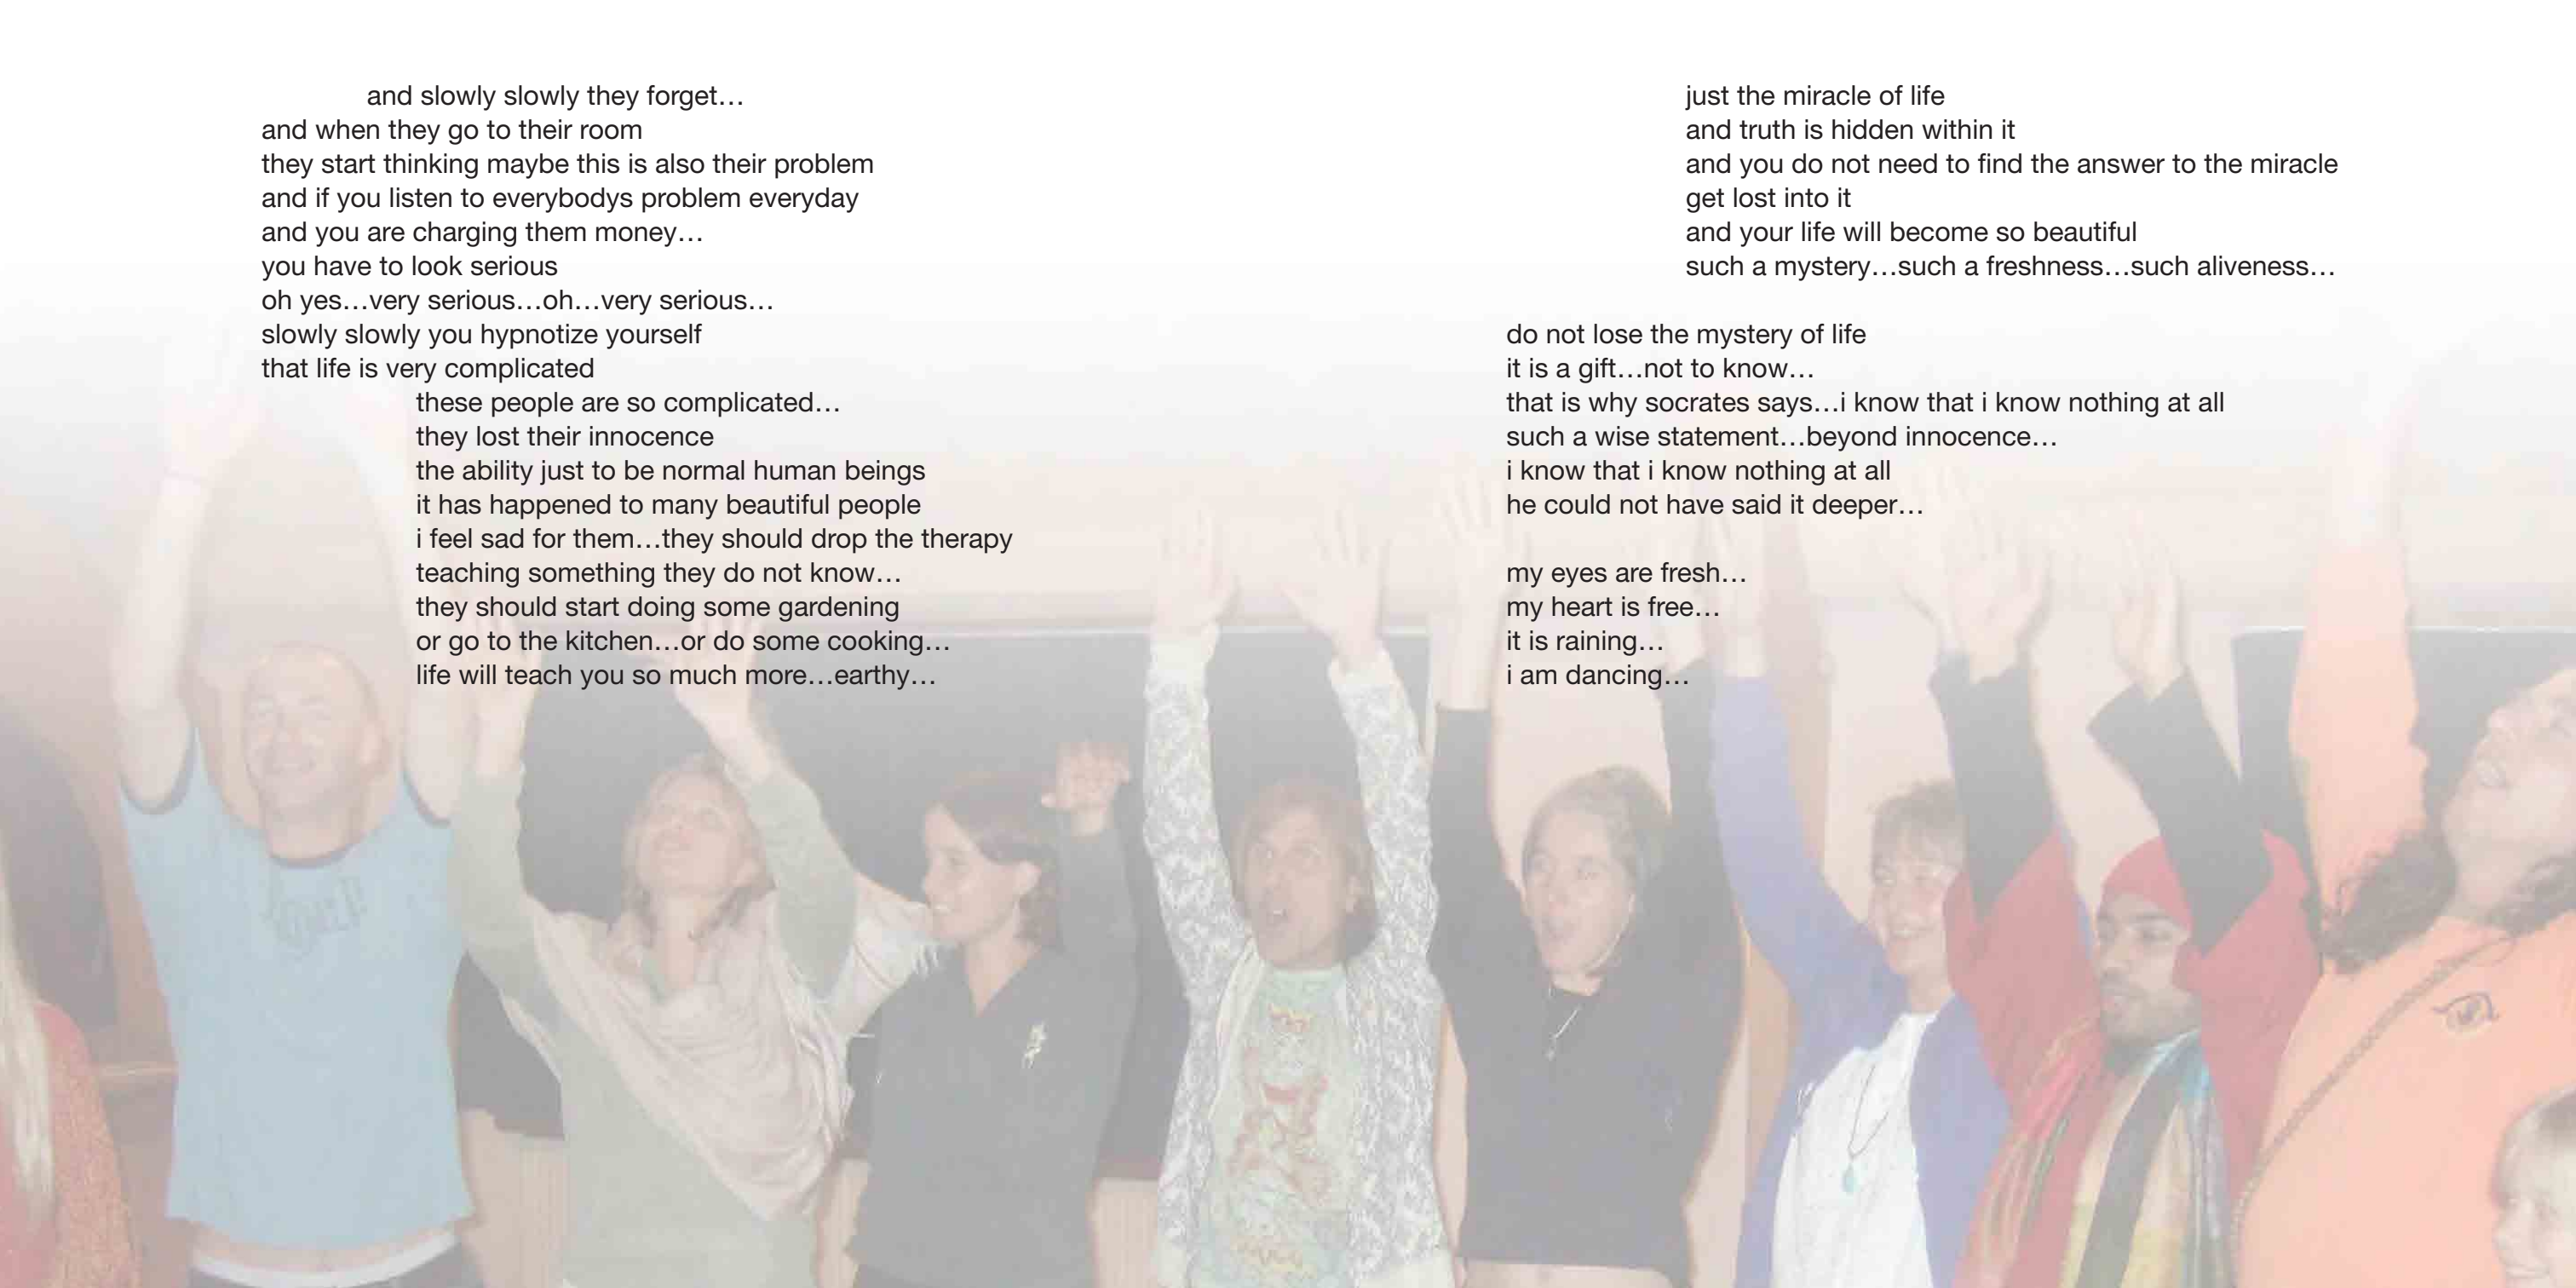 and slowly slowly they forget…
and when they go to their room
they start thinking maybe this is also their problem
and if you listen to everybodys problem everyday
and you are charging them money…
you have to look serious
oh yes…very serious…oh…very serious…
slowly slowly you hypnotize yourself
that life is very complicated
these people are so complicated…
they lost their innocence
the ability just to be normal human beings
it has happened to many beautiful people
i feel sad for them…they should drop the therapy
teaching something they do not know…
they should start doing some gardening
or go to the kitchen…or do some cooking…
life will teach you so much more…earthy…
just the miracle of life
and truth is hidden within it
and you do not need to find the answer to the miracle
get lost into it
and your life will become so beautiful
such a mystery…such a freshness…such aliveness…
do not lose the mystery of life
it is a gift…not to know…
that is why socrates says…i know that i know nothing at all
such a wise statement…beyond innocence…
i know that i know nothing at all
he could not have said it deeper…
my eyes are fresh…
my heart is free…
it is raining…
i am dancing…